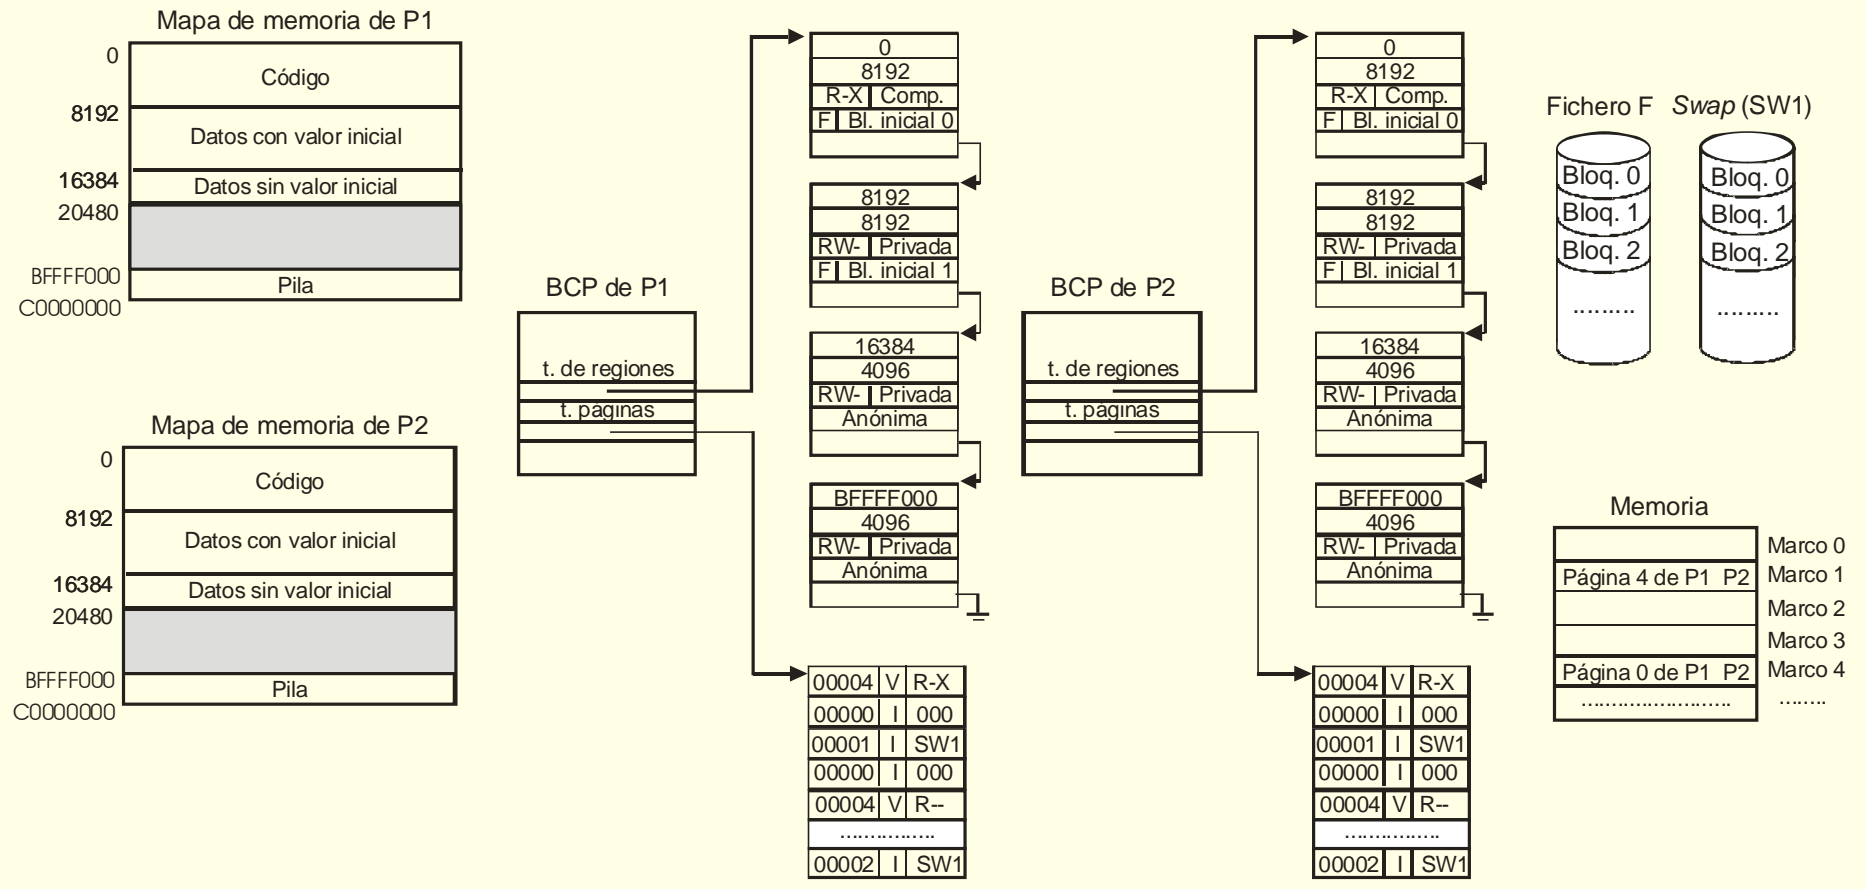 Mapa de memoria de P1
0
Código
8192
Datos con valor inicial
16384
Datos sin valor inicial
20480
BFFFF000
Pila
C0000000
Mapa de memoria de P2
0
Código
8192
Datos con valor inicial
16384
Datos sin valor inicial
20480
BFFFF000
Pila
C0000000
BCP de P1
t. de regiones
t. páginas
0
8192
R-X Comp.
F Bl. inicial 0
8192
8192
RW- Privada
F Bl. inicial 1
16384
4096
RW- Privada
Anónima
BFFFF000
4096
RW- Privada
Anónima
00004 V R-X
00000 I 000
00001 I SW1
00000 I 000
00004 V R--
...............
00002 I SW1
BCP de P2
t. de regiones
t. páginas
0
8192
R-X Comp.
F Bl. inicial 0
8192
8192
RW- Privada
F Bl. inicial 1
16384
4096
RW- Privada
Anónima
BFFFF000
4096
RW- Privada
Anónima
00004 V R-X
00000 I 000
00001 I SW1
00000 I 000
00004 V R--
...............
00002 I SW1
Fichero F
Bloq. 0
Bloq. 1
Bloq. 2
.........
Swap (SW1)
Bloq. 0
Bloq. 1
Bloq. 2
.........
Memoria
Marco 0
Página 4 de P1 P2 Marco 1
Marco 2
Marco 3
Página 0 de P1 P2 Marco 4
......................... ........